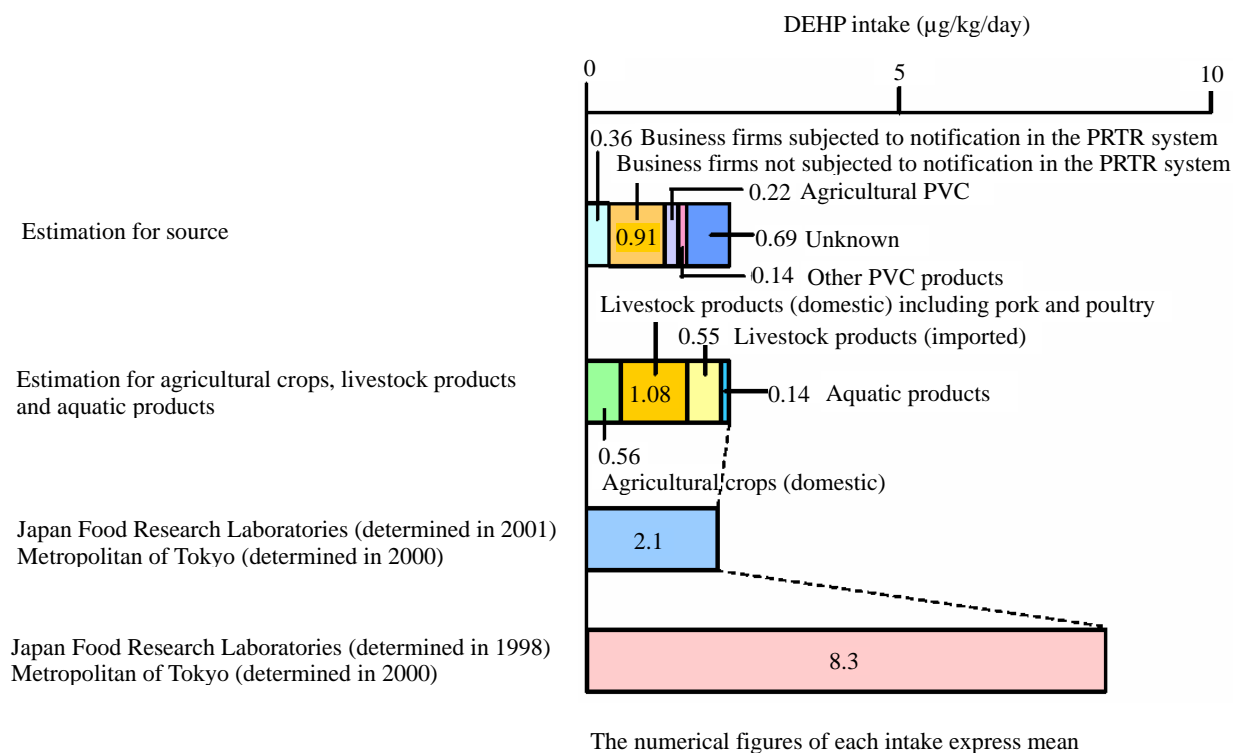 DEHP intake (µg/kg/day)
0 5 10
0.36 Business firms subjected to notification in the PRTR system
Business firms not subjected to notification in the PRTR system
0.22 Agricultural PVC
Estimation for source
0.91
0.69 Unknown
0.14 Other PVC products
Livestock products (domestic) including pork and poultry
0.55 Livestock products (imported)
Estimation for agricultural crops, livestock products
and aquatic products
1.08
0.14 Aquatic products
0.56
Agricultural crops (domestic)
Japan Food Research Laboratories (determined in 2001)
Metropolitan of Tokyo (determined in 2000)
2.1
Japan Food Research Laboratories (determined in 1998)
Metropolitan of Tokyo (determined in 2000)
8.3
The numerical figures of each intake express mean